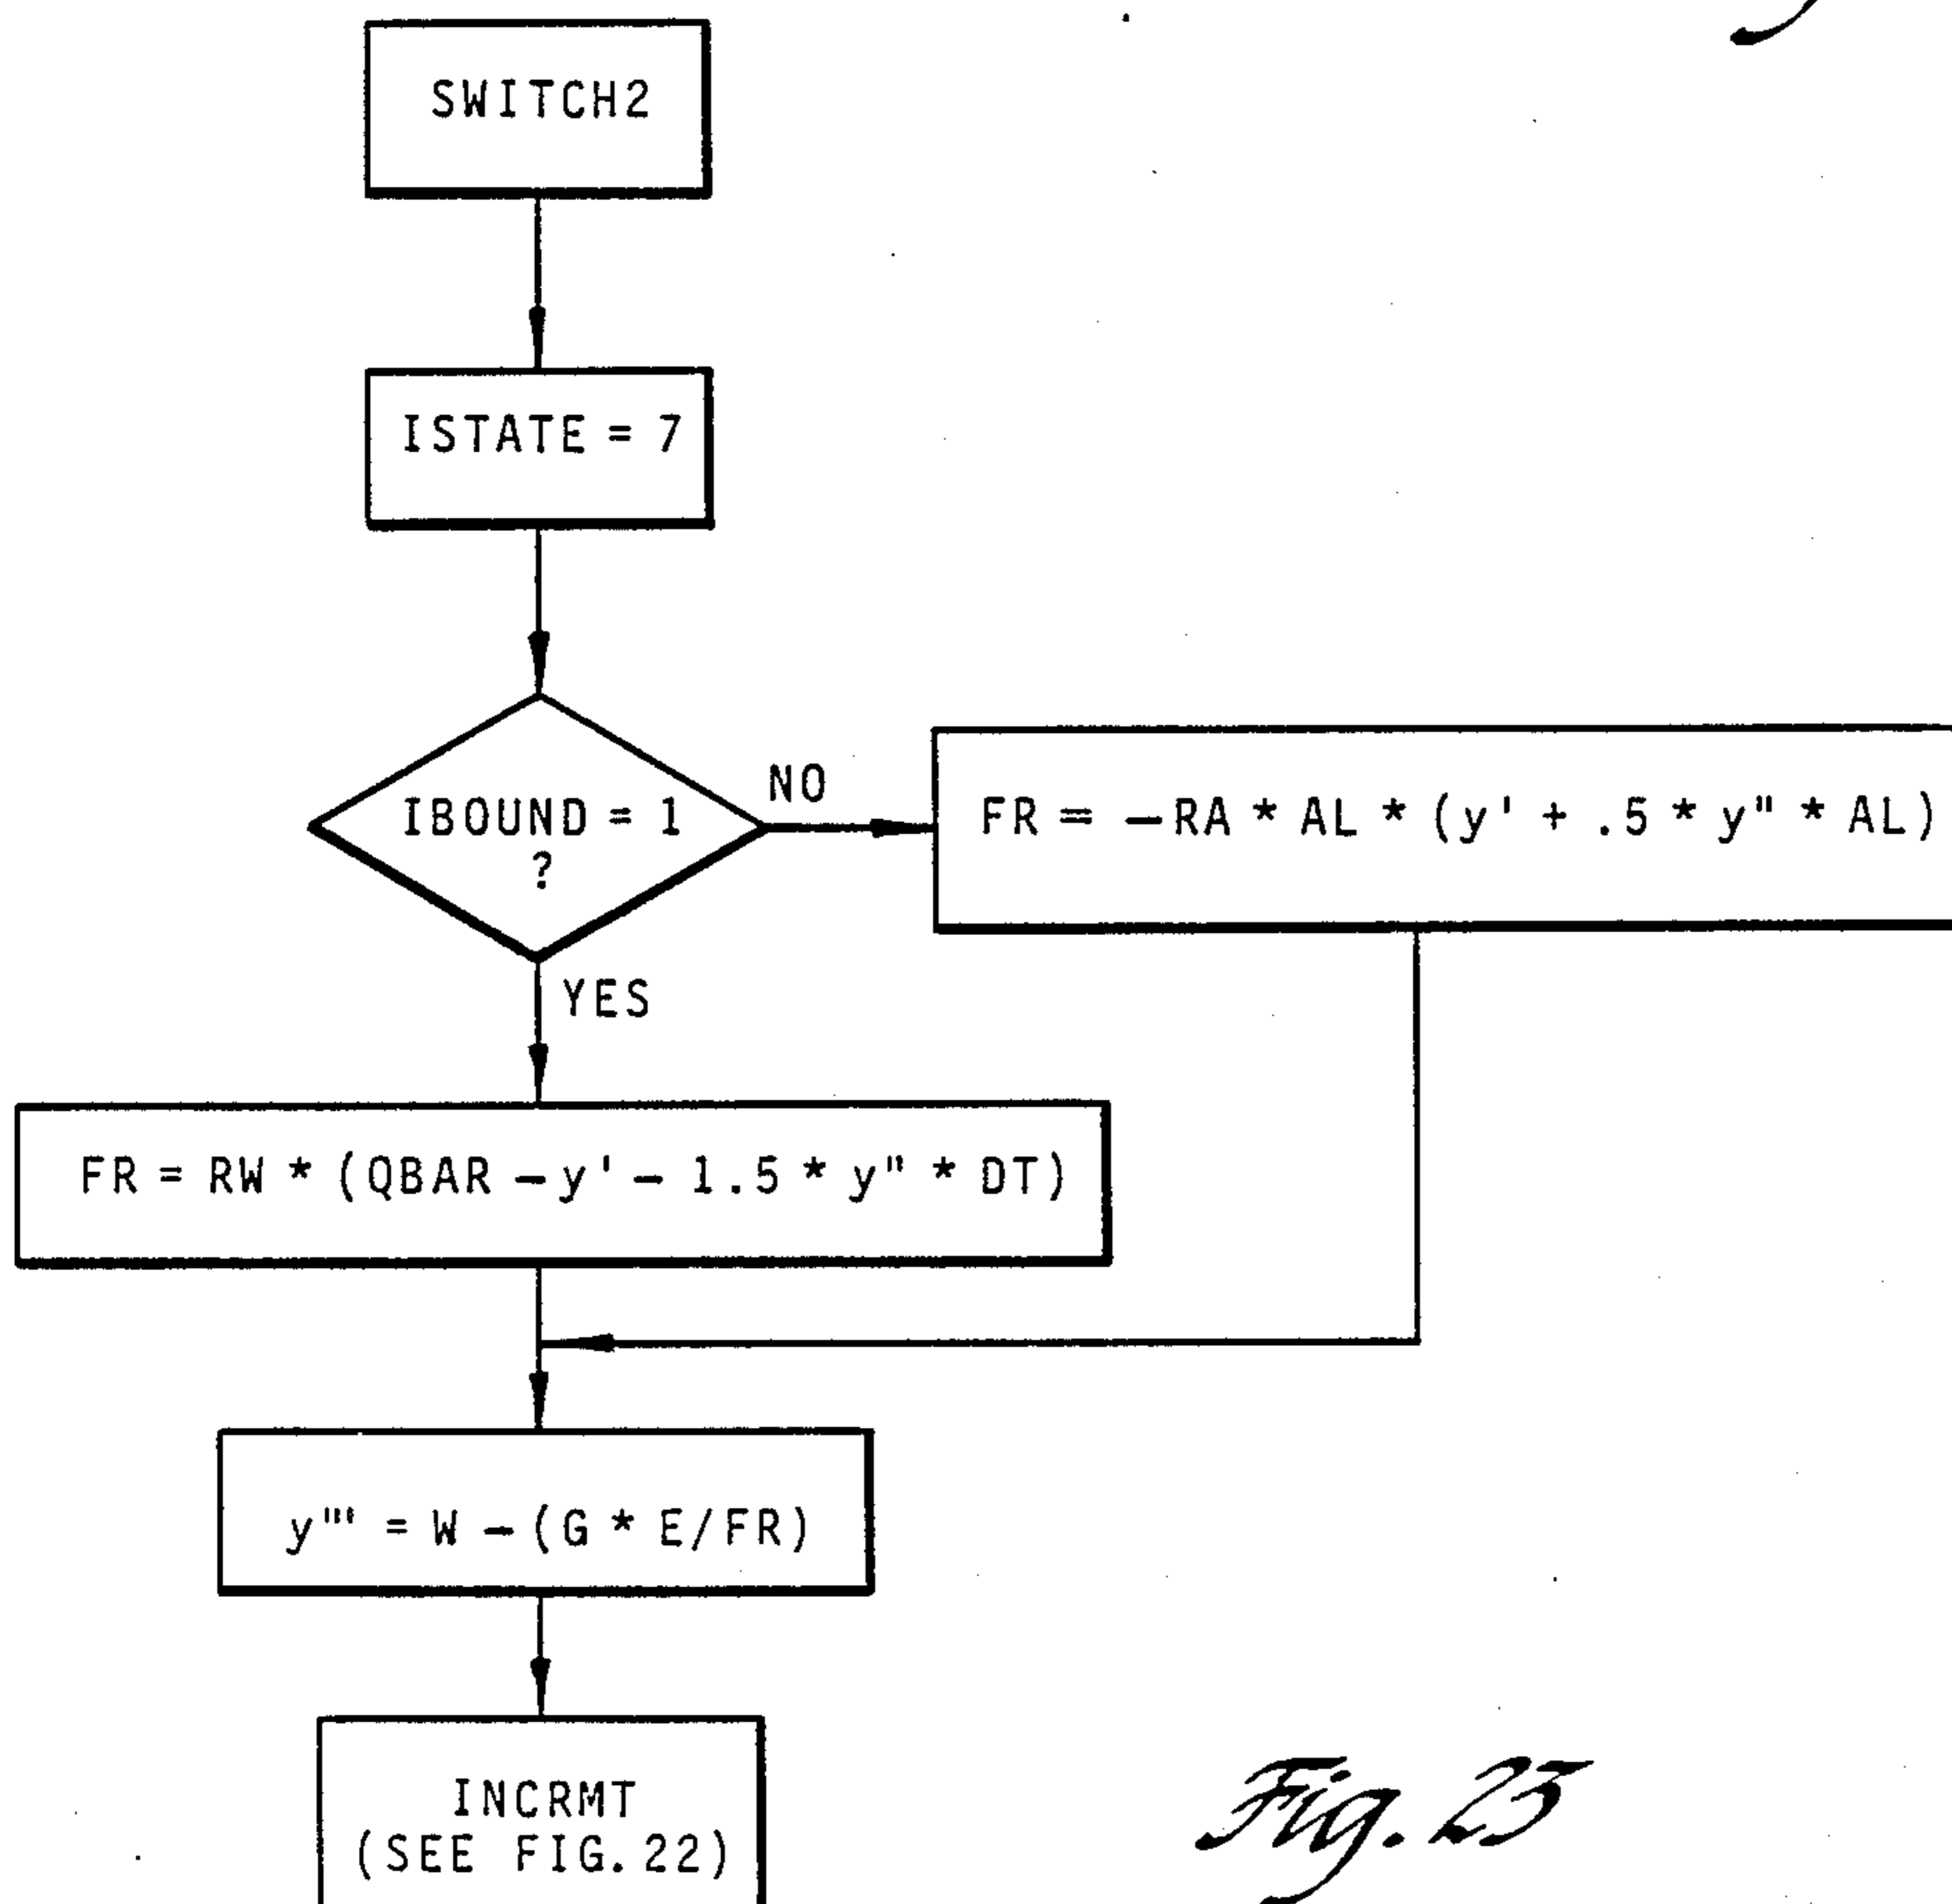 SWITCH2
ISTATE = 7
IBOUND = 1
?
NO
FR = −RA * AL * (y' + .5 * y" * AL)
YES
FR = RW * (QBAR − y' − 1.5 * y" * DT)
y"' = W − (G * E/FR)
INCRMT
(SEE FIG. 22)
Fig. 23